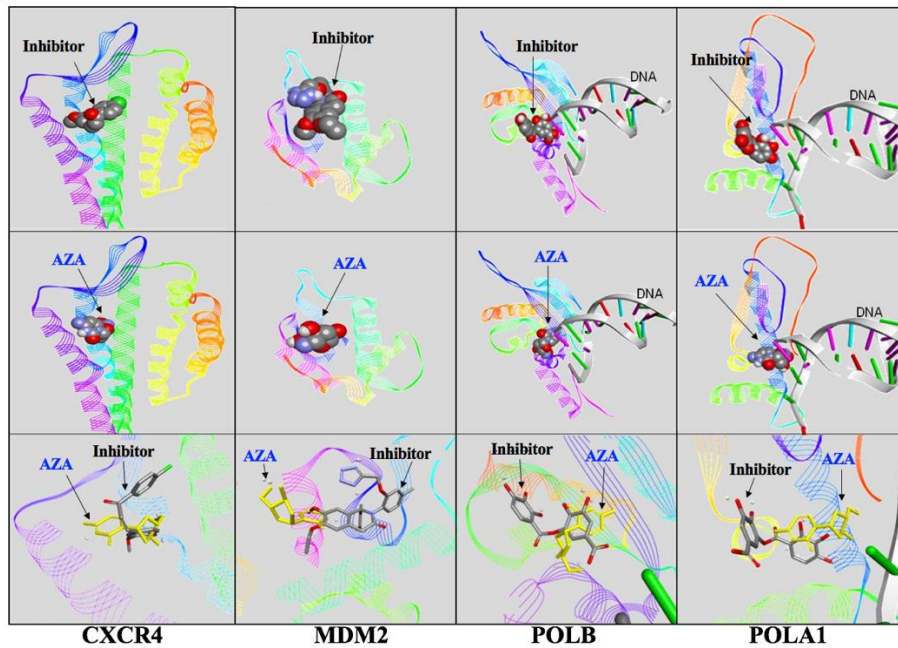 Inhibitor
Inhibitor
Inhibitor
DNA
Inhibitor
DNA
AZA
AZA
AZA
DNA
AZA
DNA
AZA
Inhibitor
AZA
Inhibitor
Inhibitor
AZA
Inhibitor
AZA
CXCR4
MDM2
POLB
POLA1